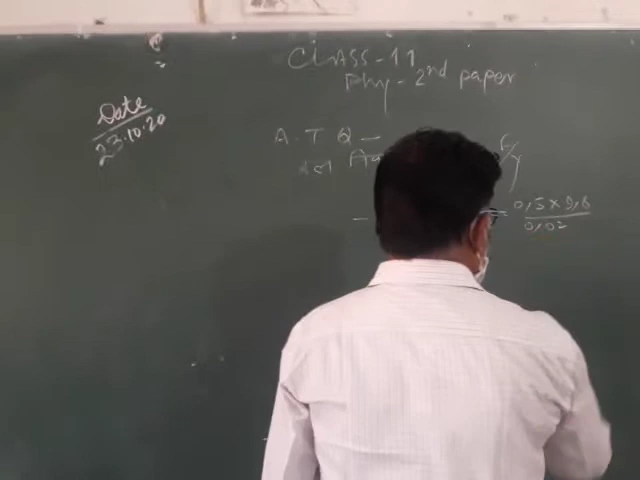 CLASS-11
Phy-2nd paper
Date
23.10.20
A.T.Q-
= 0,5×9,8
0,02